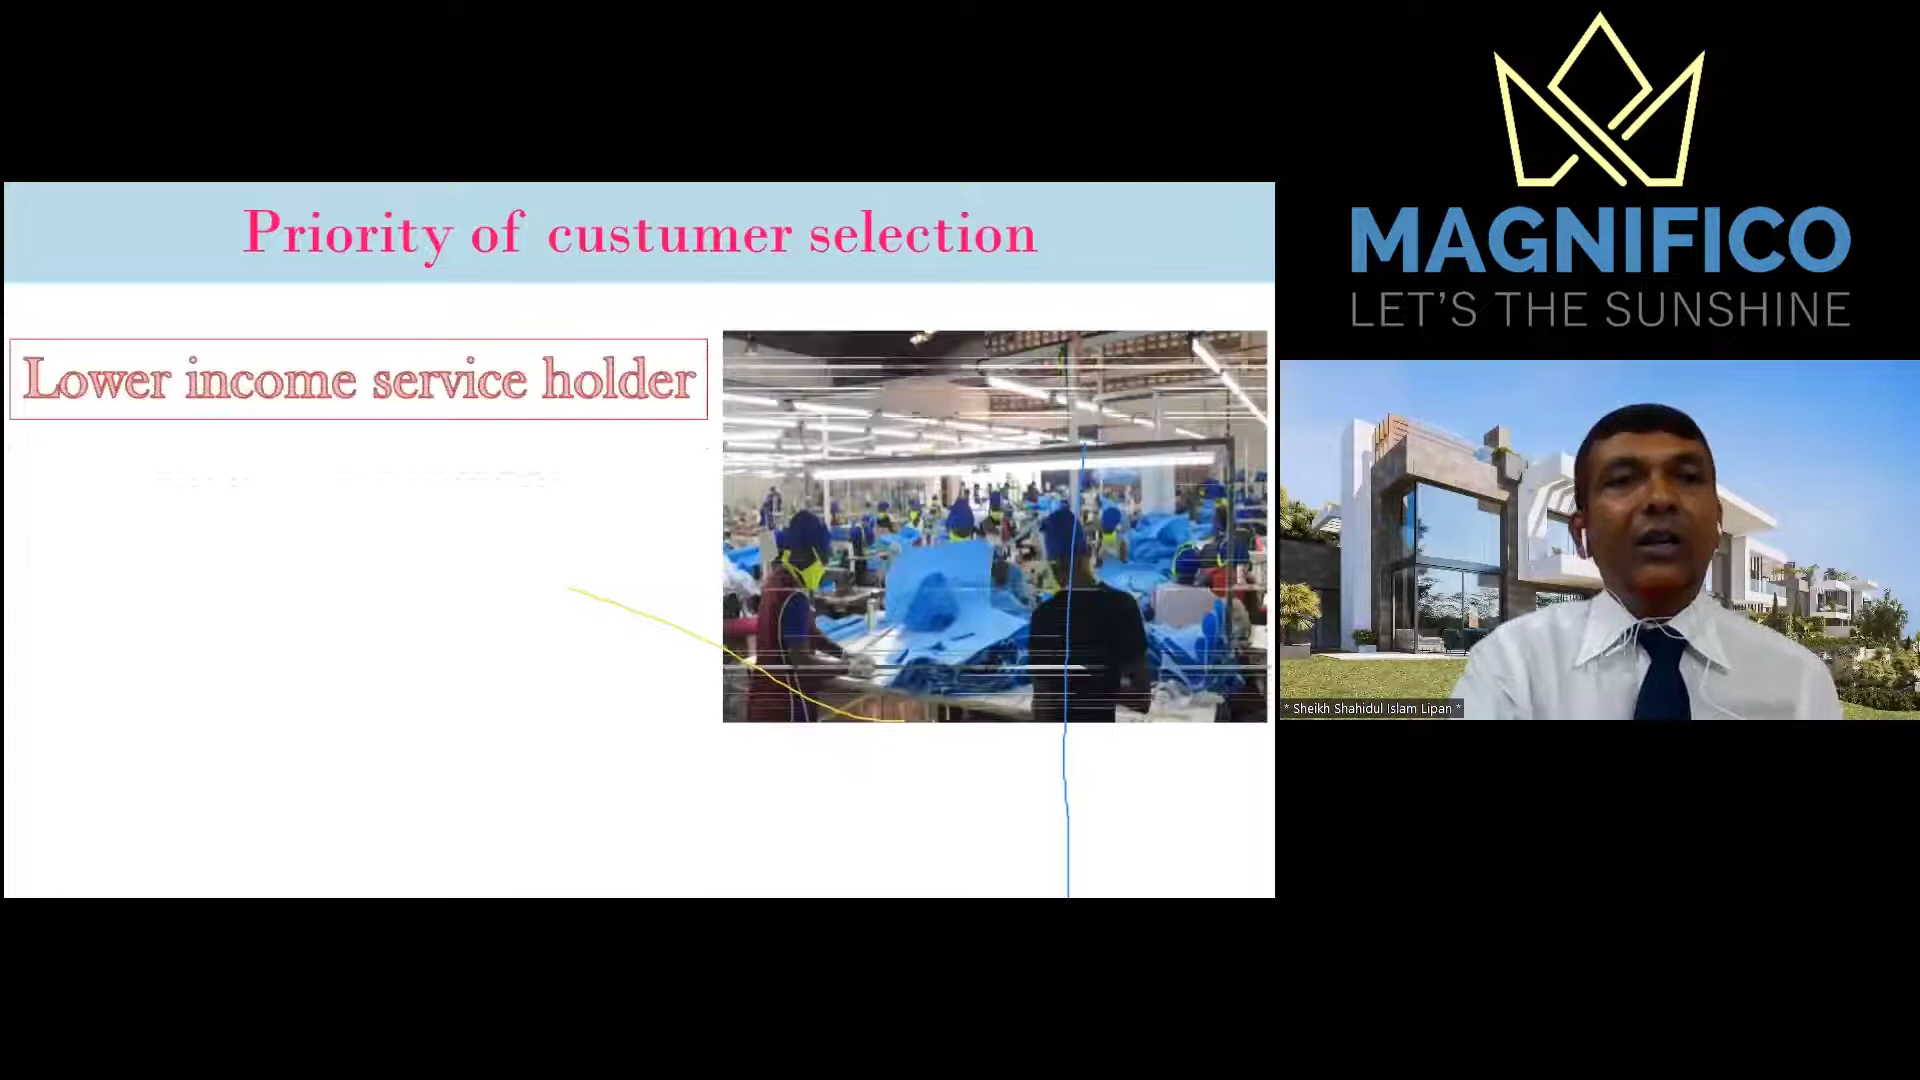 Priority of custumer selection
Lower income service holder
MAGNIFICO
LET'S THE SUNSHINE
* Sheikh Shahidul Islam Lipan *